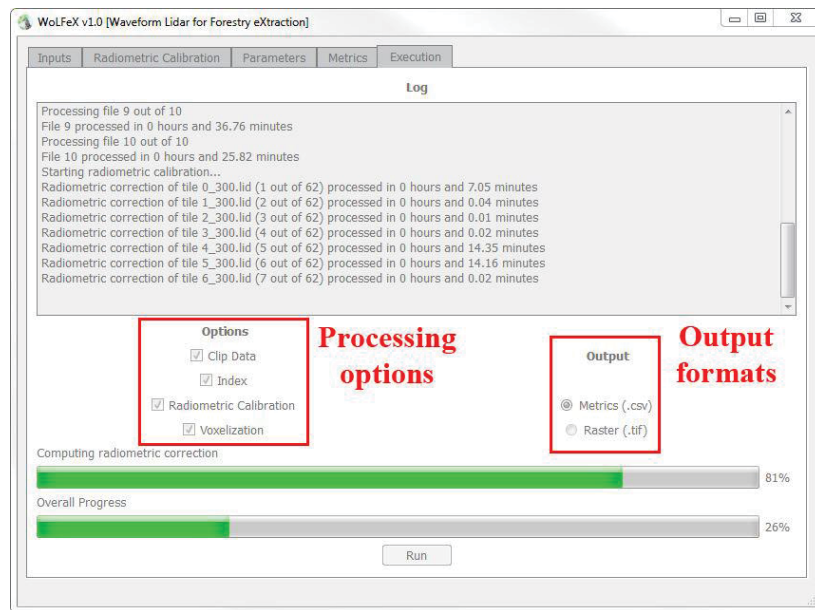 WoLFeX v1.0 [Waveform Lidar for Forestry eXtraction]
Inputs Radiometric Calibration Parameters Metrics Execution
Log
Processing file 9 out of 10
File 9 processed in 0 hours and 36.76 minutes
Processing file 10 out of 10
File 10 processed in 0 hours and 25.82 minutes
Starting radiometric calibration...
Radiometric correction of tile 0_300.lid (1 out of 62) processed in 0 hours and 7.05 minutes
Radiometric correction of tile 1_300.lid (2 out of 62) processed in 0 hours and 0.04 minutes
Radiometric correction of tile 2_300.lid (3 out of 62) processed in 0 hours and 0.01 minutes
Radiometric correction of tile 3_300.lid (4 out of 62) processed in 0 hours and 0.02 minutes
Radiometric correction of tile 4_300.lid (5 out of 62) processed in 0 hours and 14.35 minutes
Radiometric correction of tile 5_300.lid (6 out of 62) processed in 0 hours and 14.16 minutes
Radiometric correction of tile 6_300.lid (7 out of 62) processed in 0 hours and 0.02 minutes
Options
Clip Data
Index
Radiometric Calibration
Voxelization
Processing
options
Output
Metrics (.csv)
Raster (.tif)
Output
formats
Computing radiometric correction
81%
Overall Progress
26%
Run